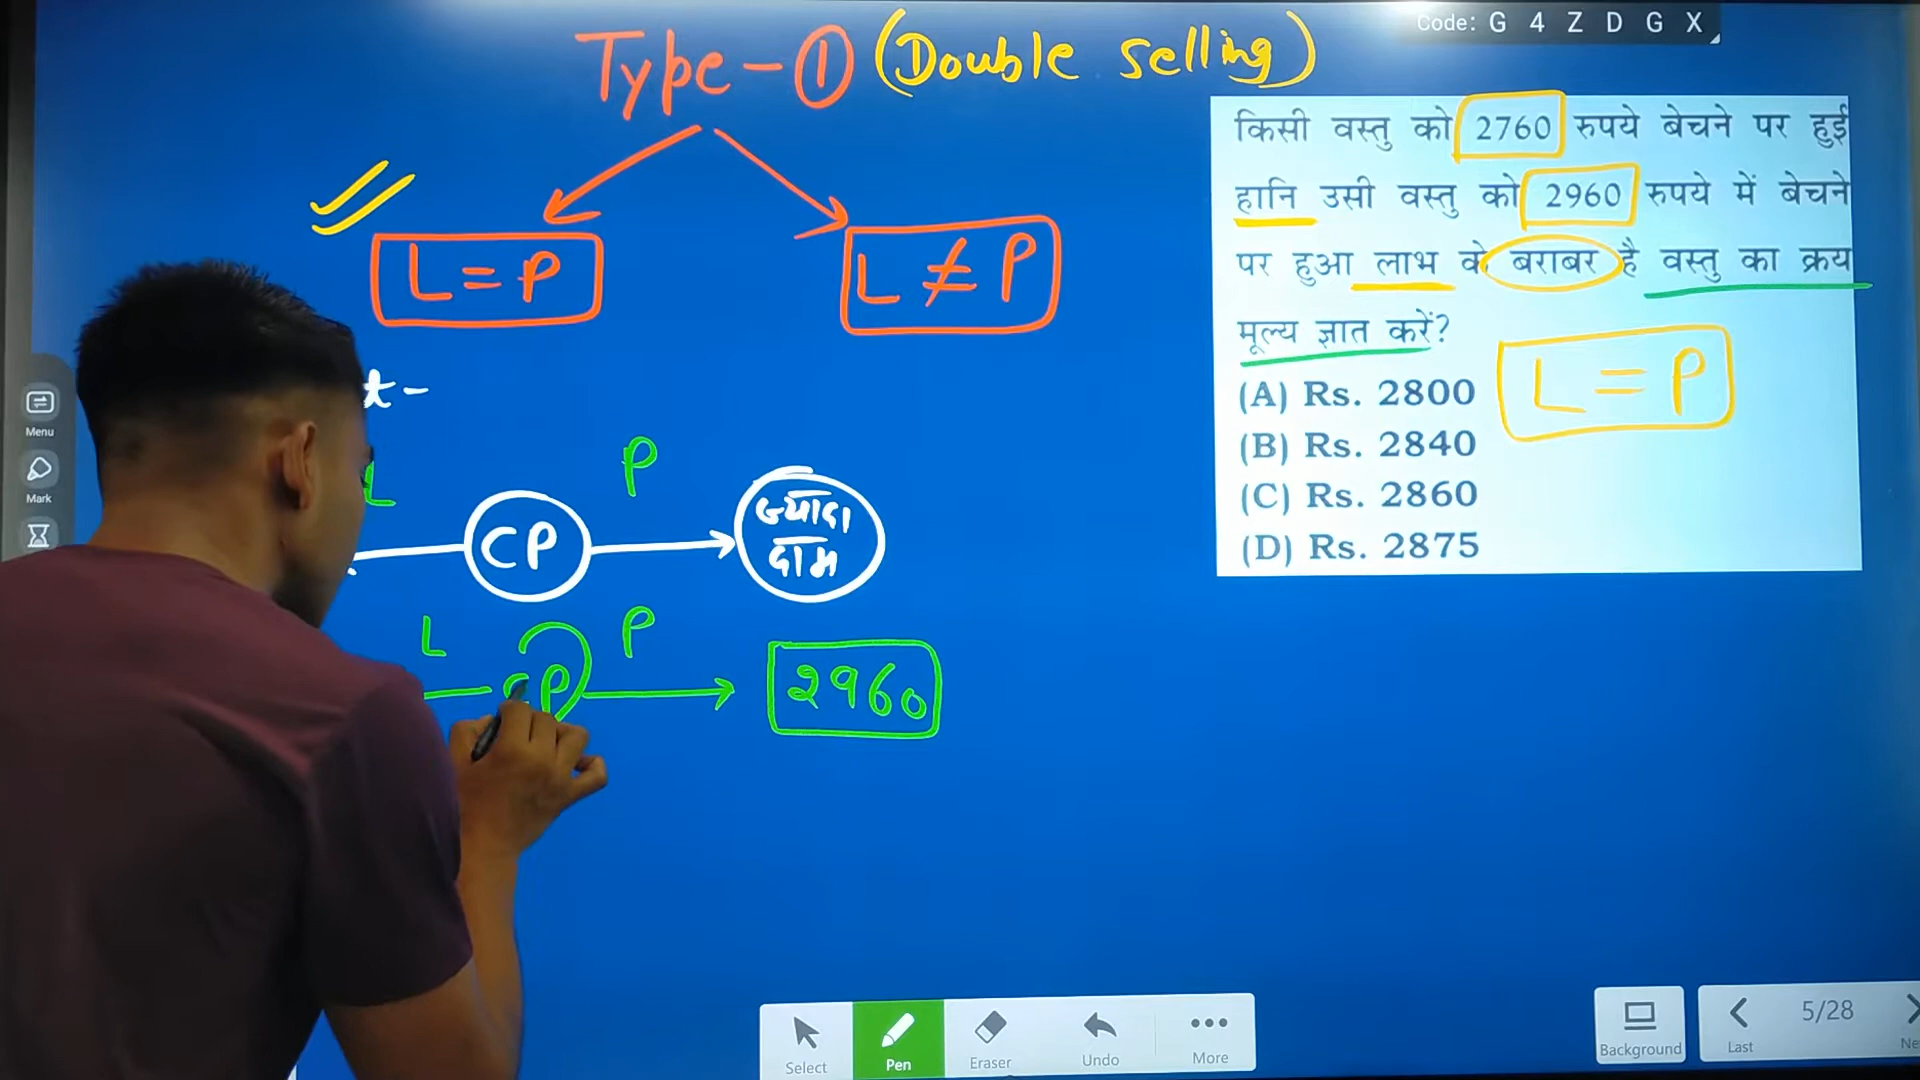 Code: G 4 Z D G X
Type - ① (Double selling)
किसी वस्तु को 2760 रुपये बेचने पर हुई
हानि उसी वस्तु को 2960 रुपये में बेचने
पर हुआ लाभ के बराबर है वस्तु का क्रय
मूल्य ज्ञात करें?
(A) Rs. 2800
(B) Rs. 2840
(C) Rs. 2860
(D) Rs. 2875
L = P
L = P
L ≠ P
Menu
Mark
L
P
CP
ज्यादा
दाम
L
P
CP
2960
Select
Pen
Eraser
Undo
More
Background
Last
5/28